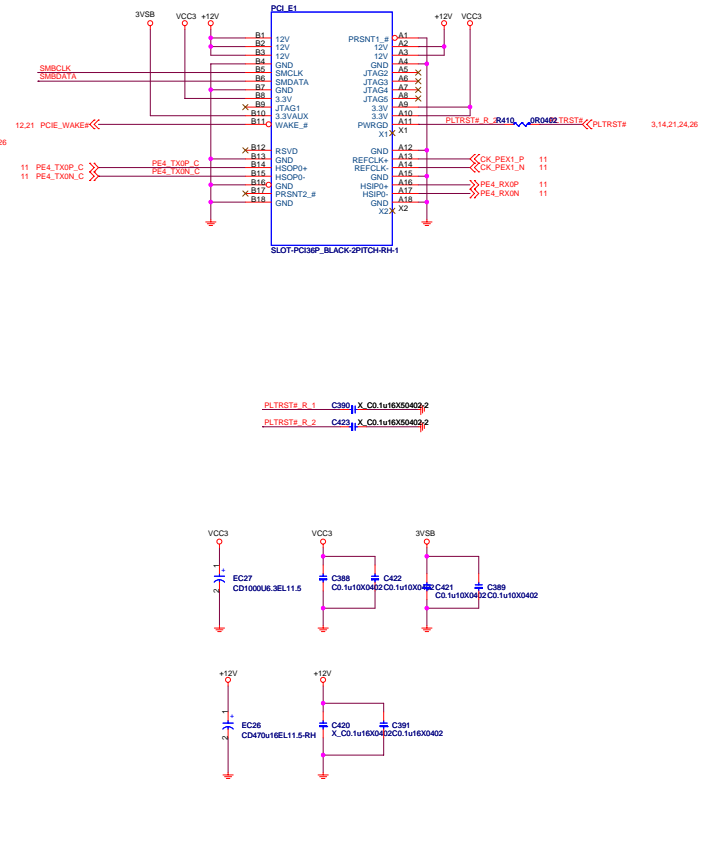 PCI_E1
3VSB VCC3 +12V +12V VCC3
B1 12V PRSNT1_# A1
B2 12V 12V A2
B3 12V 12V A3
B4 GND GND A4
SMBCLK B5 SMCLK JTAG2 A5
SMBDATA B6 SMDATA JTAG3 A6
B7 GND JTAG4 A7
B8 3.3V JTAG5 A8
B9 JTAG1 3.3V A9
B10 3.3VAUX 3.3V A10
12,21 PCIE_WAKE# B11 WAKE_# PWRGD A11 PLTRST#_R_2 R410 0R0402 PLTRST# PLTRST# 3,14,21,24,26
X1 X1
26
B12 RSVD GND A12
B13 GND REFCLK+ A13 CK_PEX1_P 11
11 PE4_TX0P_C PE4_TX0P_C B14 HSOP0+ REFCLK- A14 CK_PEX1_N 11
11 PE4_TX0N_C PE4_TX0N_C B15 HSOP0- GND A15
B16 GND HSIP0+ A16 PE4_RX0P 11
B17 PRSNT2_# HSIP0- A17 PE4_RX0N 11
B18 GND GND A18
X2 X2
SLOT-PCI36P_BLACK-2PITCH-RH-1
PLTRST#_R_1 C390 X_C0.1u16X50402-2
PLTRST#_R_2 C423 X_C0.1u16X50402-2
VCC3 VCC3 3VSB
1
2
EC27
CD1000U6.3EL11.5
C388
C0.1u10X0402
C422
C0.1u10X0402
C421
C0.1u10X0402
C389
C0.1u10X0402
+12V +12V
1
2
EC26
CD470u16EL11.5-RH
C420
X_C0.1u16X0402
C391
C0.1u16X0402